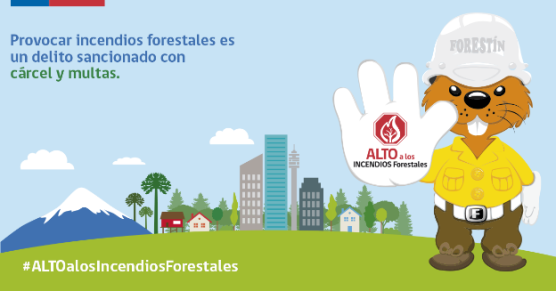 Provocar incendios forestales es
un delito sancionado con
cárcel y multas.
FORESTÍN
ALTO a los
INCENDIOS Forestales
F
#ALTOalosIncendiosForestales